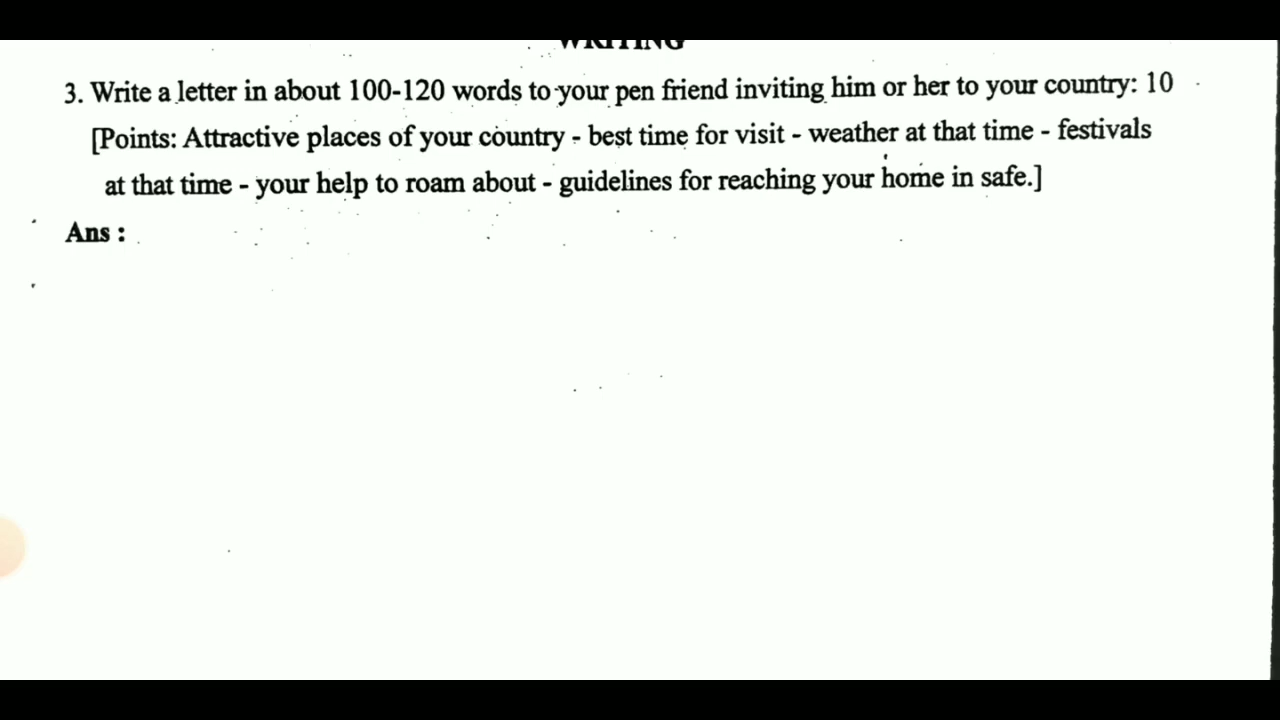 WRITING
3. Write a letter in about 100-120 words to your pen friend inviting him or her to your country: 10
[Points: Attractive places of your country - best time for visit - weather at that time - festivals
at that time - your help to roam about - guidelines for reaching your home in safe.]
Ans :